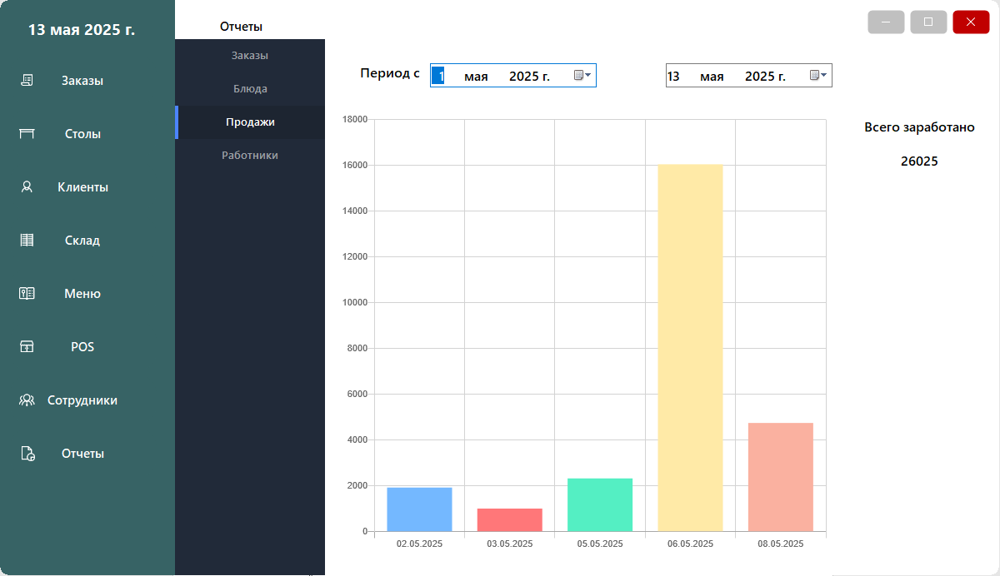 13 мая 2025 г.
Заказы
Столы
Клиенты
Склад
Меню
POS
Сотрудники
Отчеты
Отчеты
Заказы
Блюда
Продажи
Работники
Период с 1 мая 2025 г. 13 мая 2025 г.
18000
16000
14000
12000
10000
8000
6000
4000
2000
0
02.05.2025 03.05.2025 05.05.2025 06.05.2025 08.05.2025
Всего заработано
26025